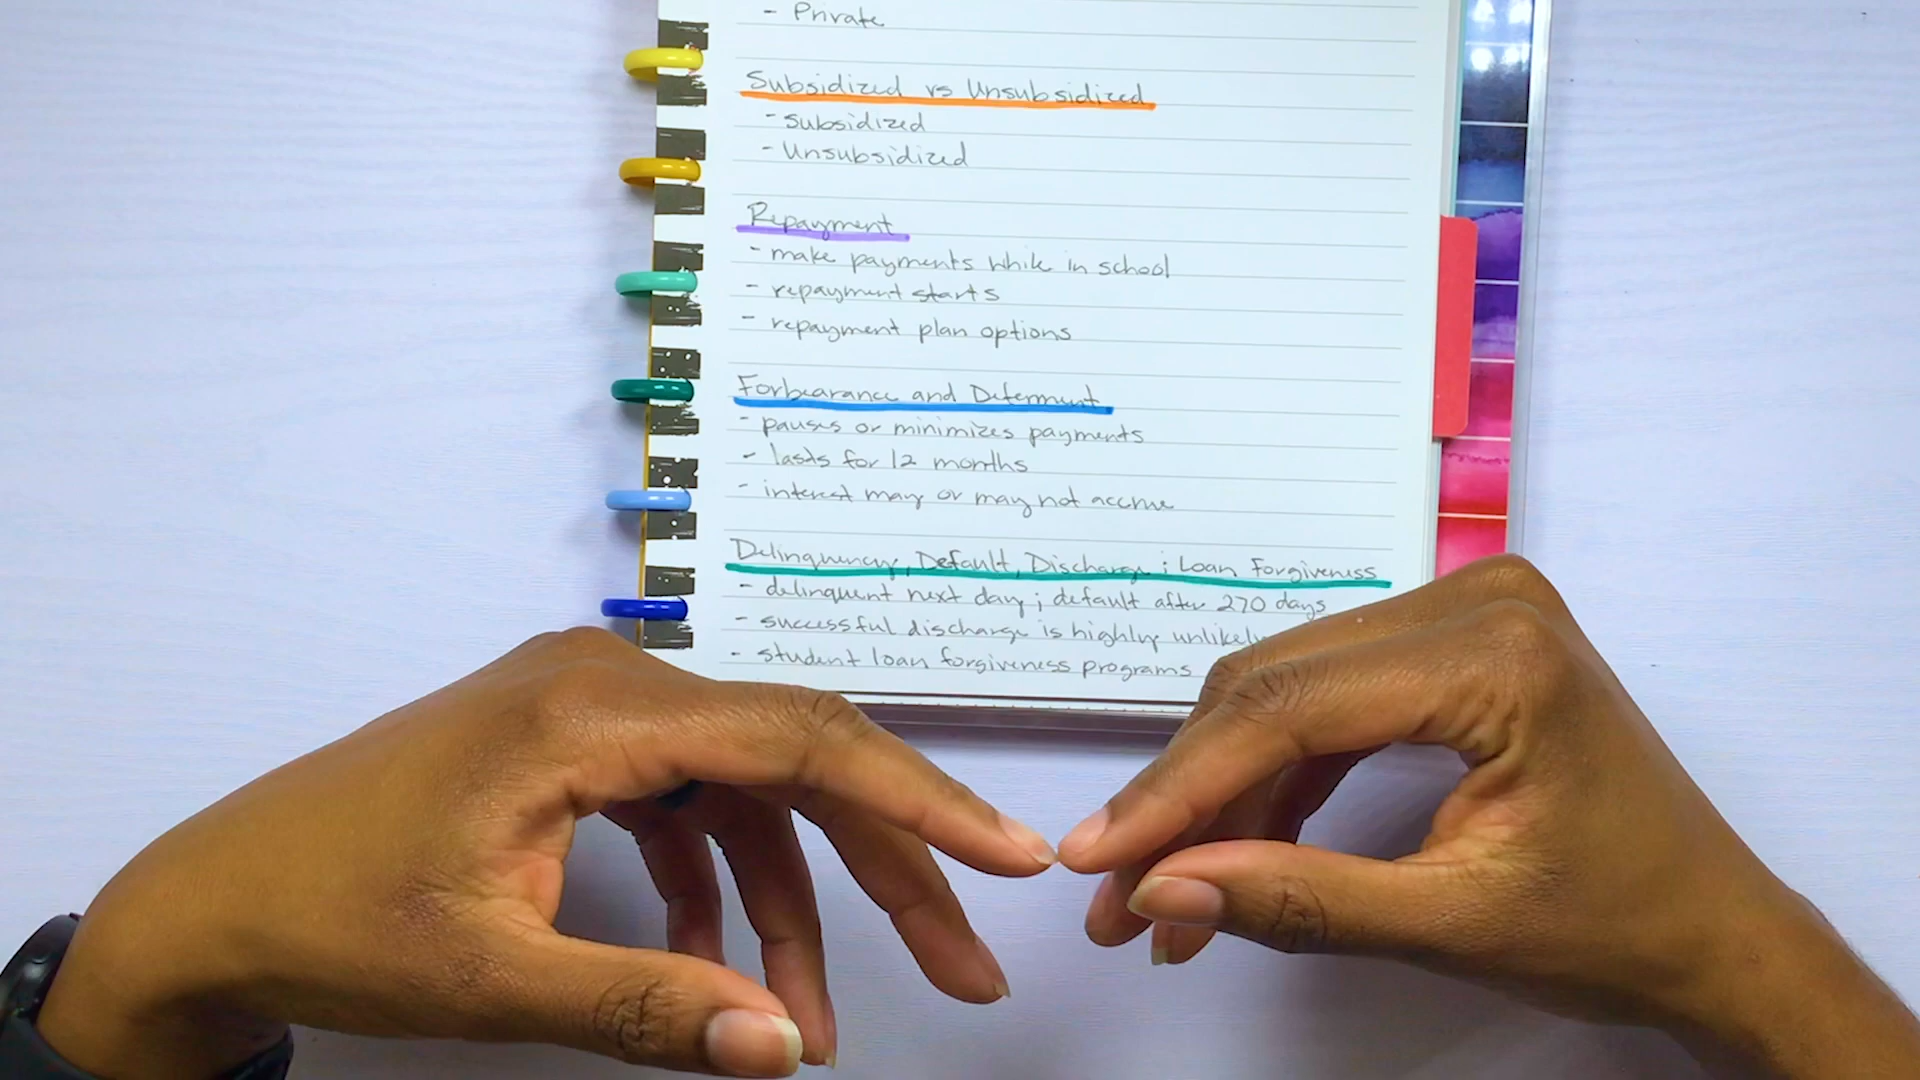 - Private
Subsidized vs Unsubsidized
- subsidized
- Unsubsidized
Repayment
- make payments while in school
- repayment starts
- repayment plan options
Forbearance and Deferment
- pauses or minimizes payments
- lasts for 12 months
- interest may or may not accrue
Delinquency, Default, Discharge ; Loan Forgiveness
- delinquent next day ; default after 270 days
- successful discharge is highly unlikely
- student loan forgiveness programs